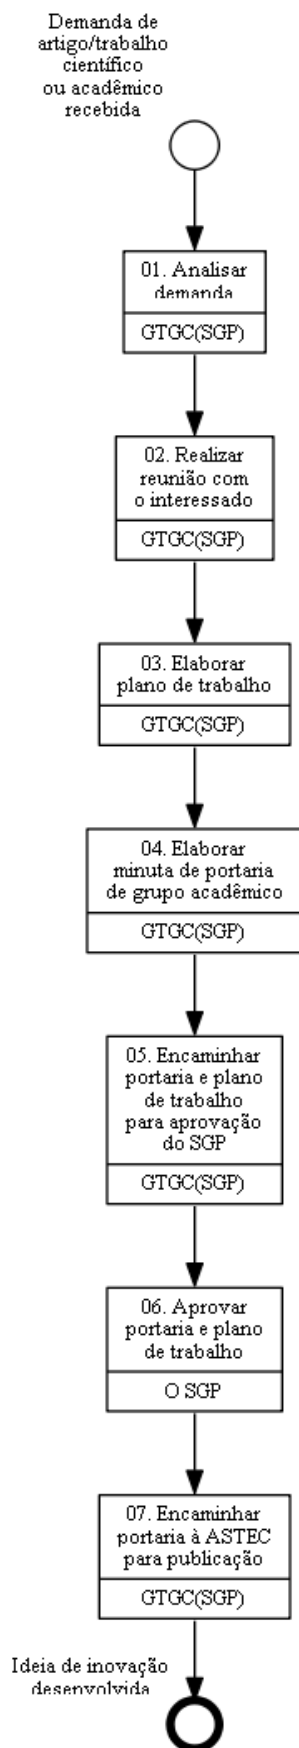 Demanda de
artigo/trabalho
científico
ou acadêmico
recebida
01. Analisar
demanda
GTGC(SGP)
02. Realizar
reunião com
o interessado
GTGC(SGP)
03. Elaborar
plano de trabalho
GTGC(SGP)
04. Elaborar
minuta de portaria
de grupo acadêmico
GTGC(SGP)
05. Encaminhar
portaria e plano
de trabalho
para aprovação
do SGP
GTGC(SGP)
06. Aprovar
portaria e plano
de trabalho
O SGP
07. Encaminhar
portaria à ASTEC
para publicação
GTGC(SGP)
Ideia de inovação
desenvolvida